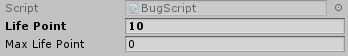 Script BugScript
Life Point 10
Max Life Point 0